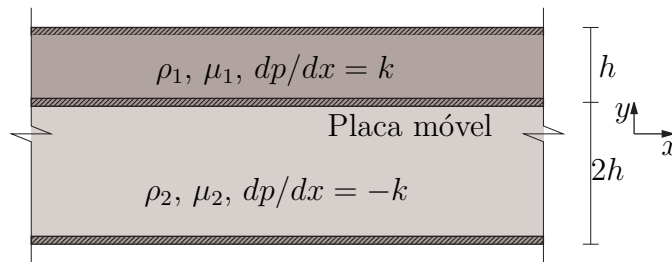 ρ₁, μ₁, dp/dx = k
h
Placa móvel
y
x
2h
ρ₂, μ₂, dp/dx = −k